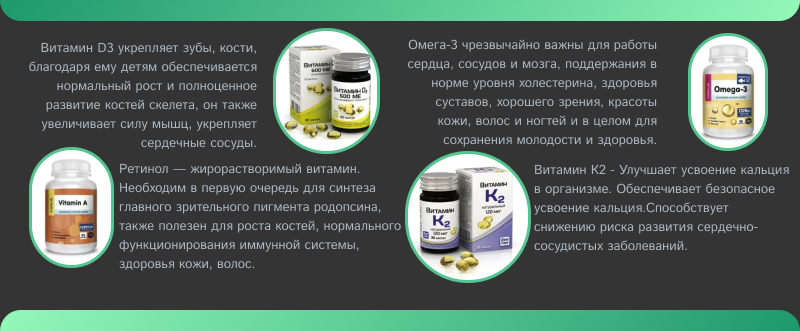 Витамин D3 укрепляет зубы, кости,
благодаря ему детям обеспечивается
нормальный рост и полноценное
развитие костей скелета, он также
увеличивает силу мышц, укрепляет
сердечные сосуды.
Витамин D₃
600 МЕ
Омега-3 чрезвычайно важны для работы
сердца, сосудов и мозга, поддержания в
норме уровня холестерина, здоровья
суставов, хорошего зрения, красоты
кожи, волос и ногтей и в целом для
сохранения молодости и здоровья.
Omega-3
Vitamin A
Ретинол — жирорастворимый витамин.
Необходим в первую очередь для синтеза
главного зрительного пигмента родопсина,
также полезен для роста костей, нормального
функционирования иммунной системы,
здоровья кожи, волос.
Витамин
K2
натуральный
120 мкг
Витамин
K2
натуральный
120 мкг
Витамин К2 - Улучшает усвоение кальция
в организме. Обеспечивает безопасное
усвоение кальция.Способствует
снижению риска развития сердечно-
сосудистых заболеваний.